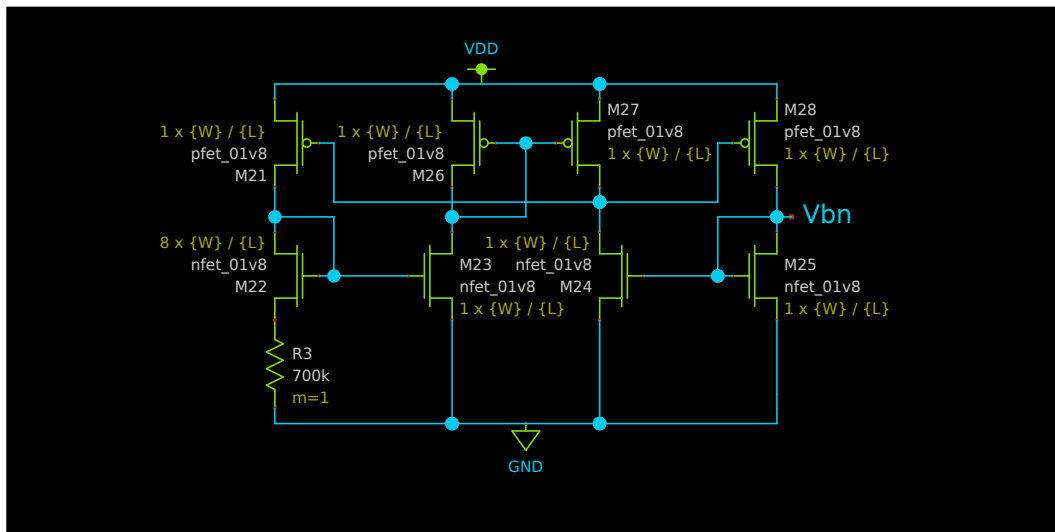 VDD
1 x {W} / {L}
pfet_01v8
M21
1 x {W} / {L}
pfet_01v8
M26
M27
pfet_01v8
1 x {W} / {L}
M28
pfet_01v8
1 x {W} / {L}
Vbn
8 x {W} / {L}
nfet_01v8
M22
M23
nfet_01v8
1 x {W} / {L}
1 x {W} / {L}
nfet_01v8
M24
M25
nfet_01v8
1 x {W} / {L}
R3
700k
m=1
GND